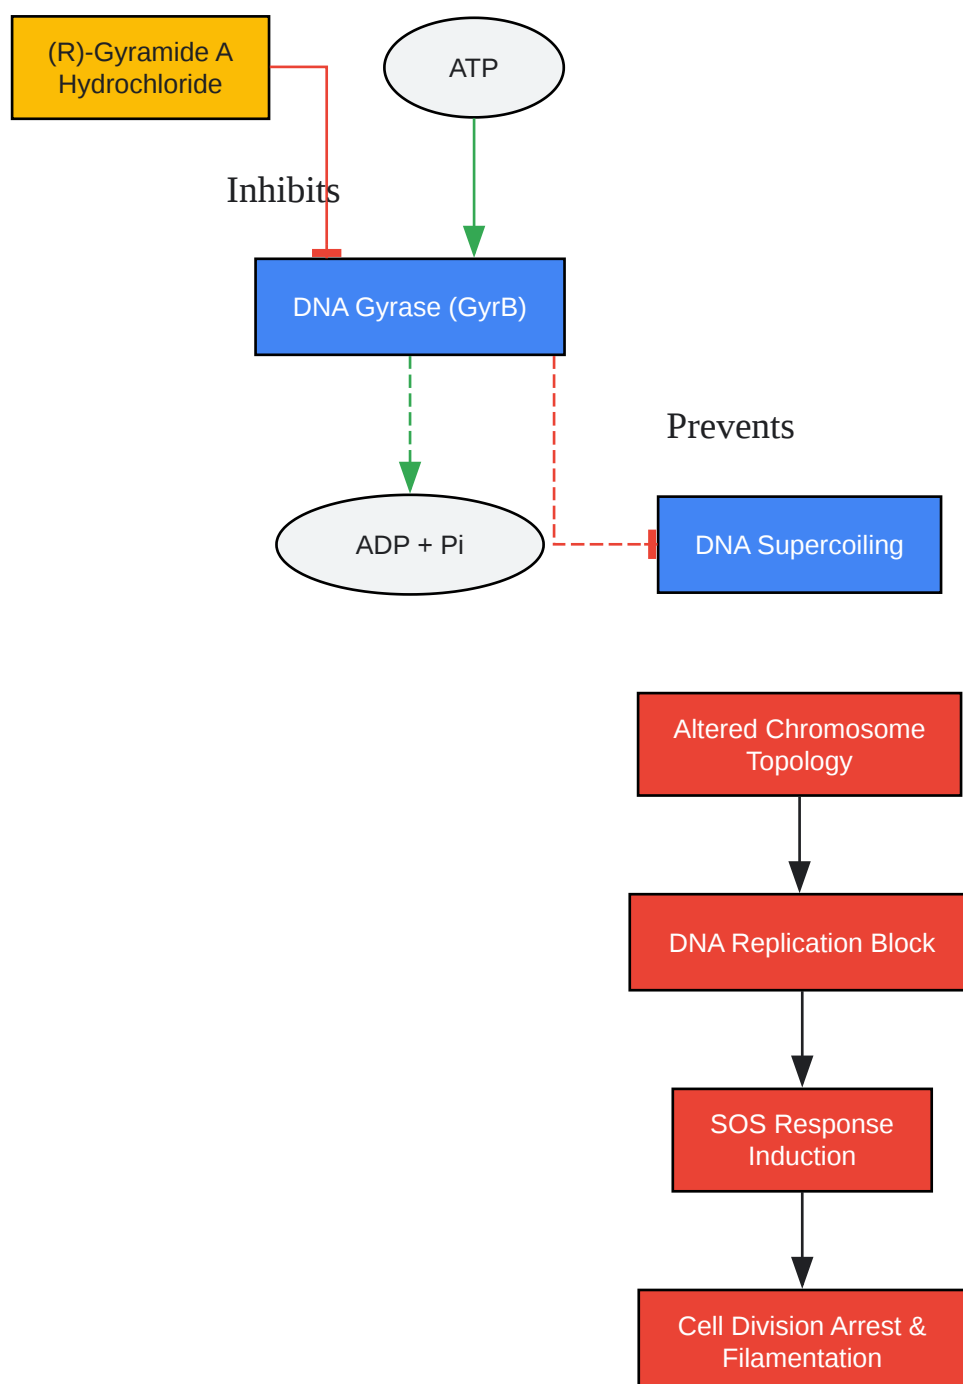 (R)-Gyramide A
Hydrochloride
ATP
Inhibits
DNA Gyrase (GyrB)
Prevents
ADP + Pi
DNA Supercoiling
Altered Chromosome
Topology
DNA Replication Block
SOS Response
Induction
Cell Division Arrest &
Filamentation